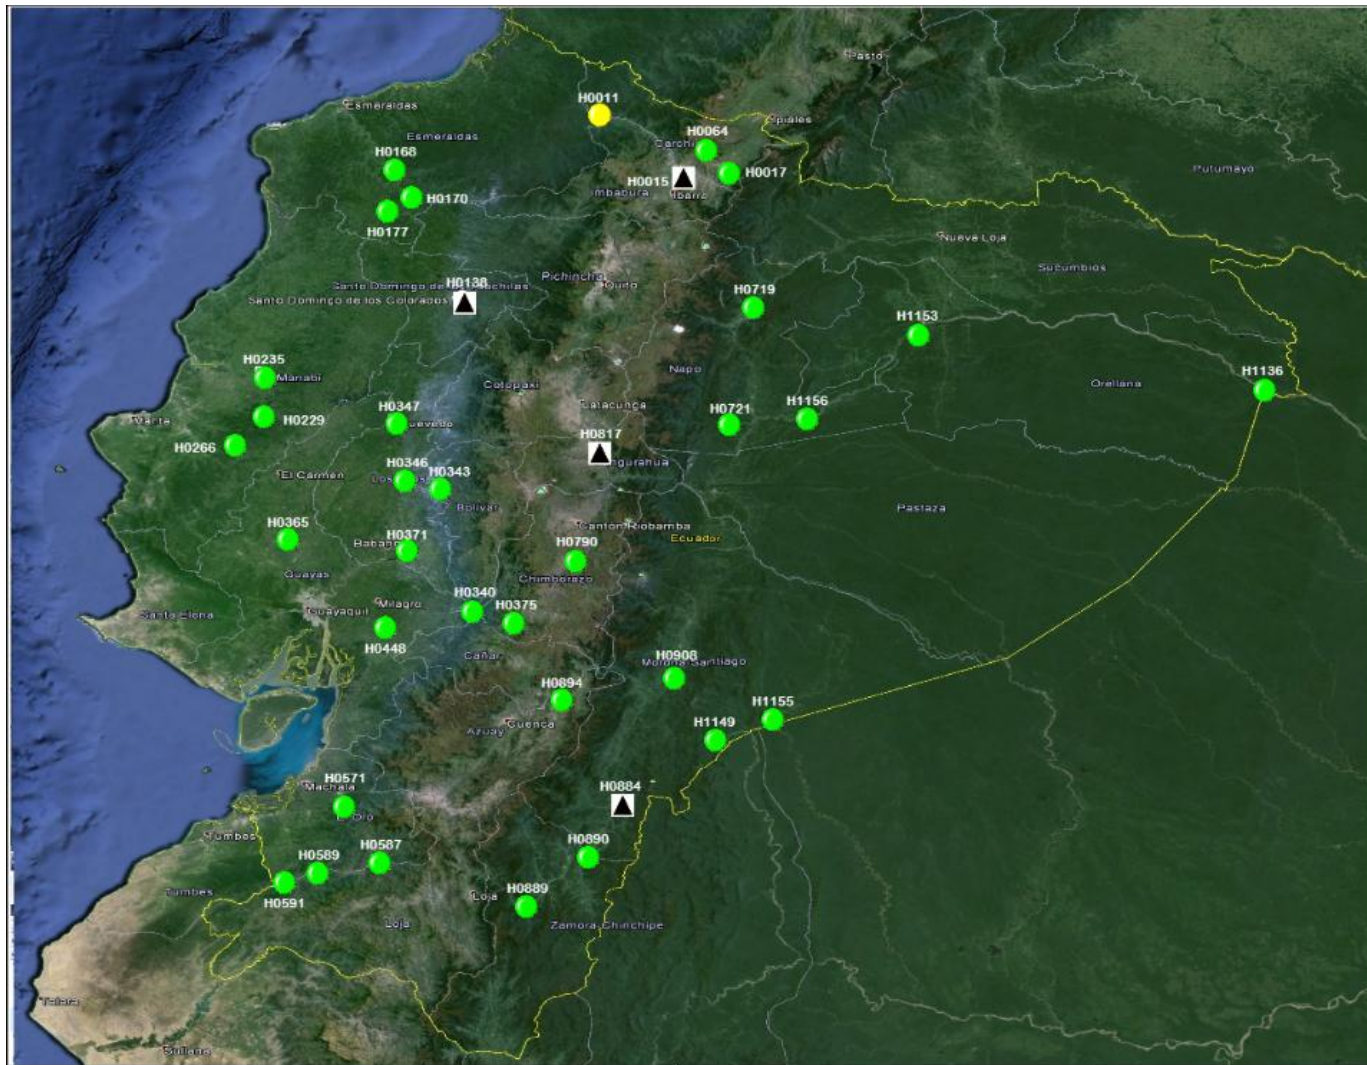 Pasto
Esmeraldas
H0011
Ipiales
Esmeraldas
H0064
Carchi
H0168
H0015
H0017
Putumayo
Imbabura
Ibarra
H0170
H0177
Nueva Loja
Sucumbios
Pichincha
H0138
Quito
Santo Domingo de los Colorados
H0719
H1153
H0235
Manabi
Cotopaxi
Napo
H1136
Orellana
H0347
Latacunga
H0721
H1156
Manta
H0229
H0266
H0817
H0346
H0343
El Carmen
Bolivar
Pastaza
H0365
H0371
Canton Riobamba
Ecuador
H0790
Guayas
Chimborazo
H0340
H0375
Milagro
Santa Elena
Guayaquil
H0448
Cañar
H0908
Morona-Santiago
H0894
H1155
Cuenca
H1149
Azuay
H0571
Machala
H0884
El Oro
Tumbes
H0587
H0589
H0890
Tumbes
H0591
Loja
H0889
Loja
Zamora-Chinchipe
Talara
Sullana